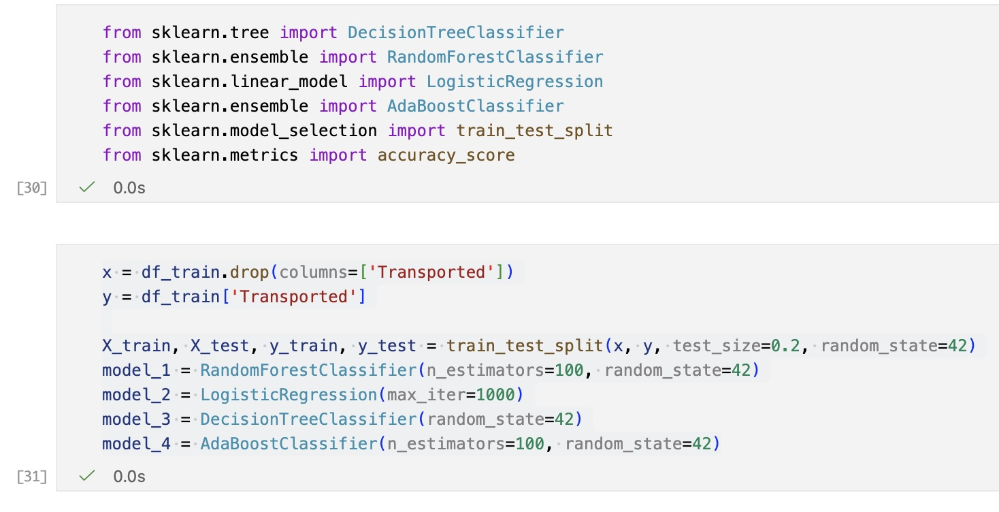 from sklearn.tree import DecisionTreeClassifier
from sklearn.ensemble import RandomForestClassifier
from sklearn.linear_model import LogisticRegression
from sklearn.ensemble import AdaBoostClassifier
from sklearn.model_selection import train_test_split
from sklearn.metrics import accuracy_score
[30] ✓ 0.0s
x = df_train.drop(columns=['Transported'])
y = df_train['Transported']
X_train, X_test, y_train, y_test = train_test_split(x, y, test_size=0.2, random_state=42)
model_1 = RandomForestClassifier(n_estimators=100, random_state=42)
model_2 = LogisticRegression(max_iter=1000)
model_3 = DecisionTreeClassifier(random_state=42)
model_4 = AdaBoostClassifier(n_estimators=100, random_state=42)
[31] ✓ 0.0s